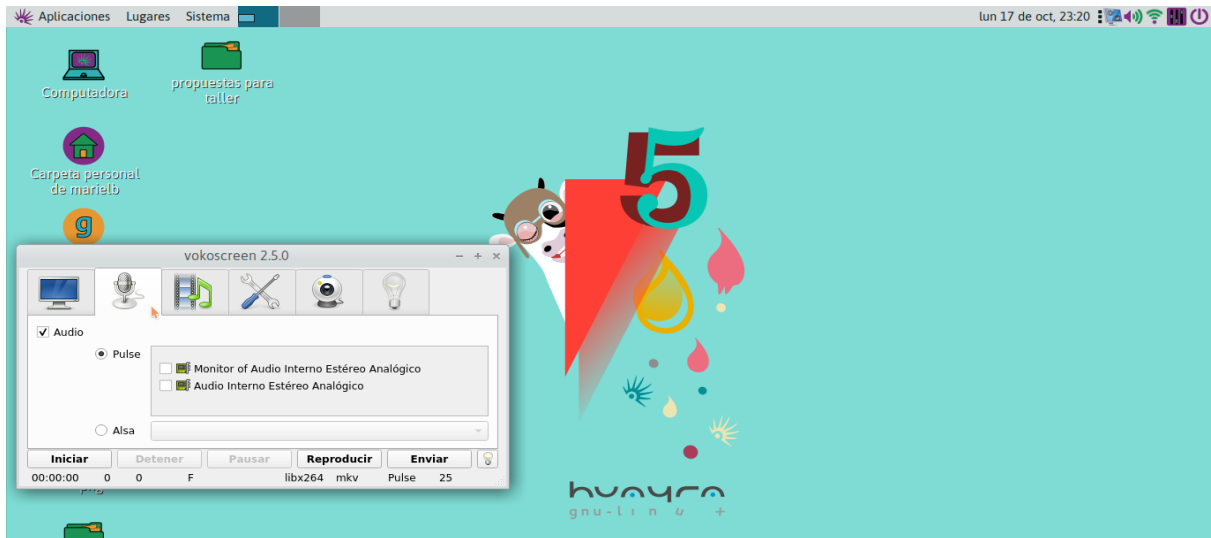 Aplicaciones Lugares Sistema
lun 17 de oct, 23:20
Computadora
propuestas para
taller
Carpeta personal
de marielb
g
5
vokoscreen 2.5.0
Audio
Pulse
Monitor of Audio Interno Estéreo Analógico
Audio Interno Estéreo Analógico
Alsa
Iniciar Detener Pausar Reproducir Enviar
00:00:00 0 0 F libx264 mkv Pulse 25
png
huayra
gnu-linux +